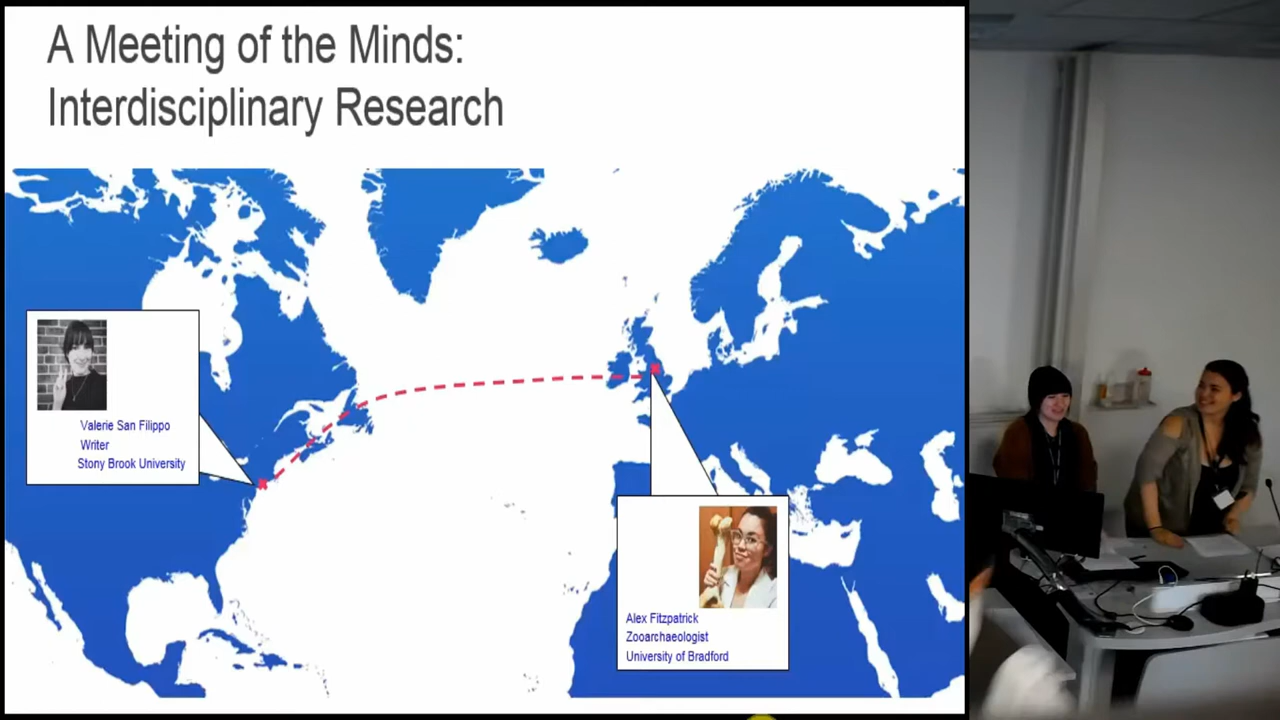 A Meeting of the Minds:
Interdisciplinary Research
Valerie San Filippo
Writer
Stony Brook University
Alex Fitzpatrick
Zooarchaeologist
University of Bradford